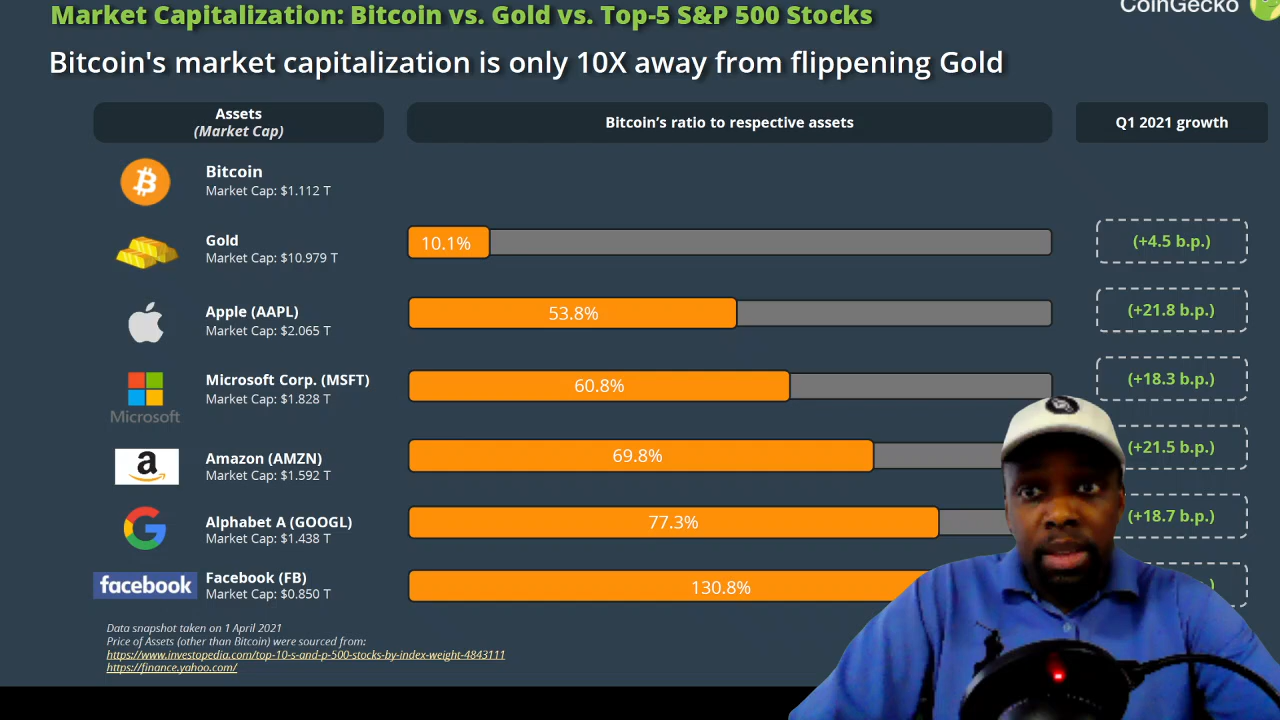 Market Capitalization: Bitcoin vs. Gold vs. Top-5 S&P 500 Stocks
CoinGecko
Bitcoin's market capitalization is only 10X away from flippening Gold
Assets
(Market Cap)
Bitcoin’s ratio to respective assets
Q1 2021 growth
Bitcoin
Market Cap: $1.112 T
Gold
Market Cap: $10.979 T
10.1%
(+4.5 b.p.)
Apple (AAPL)
Market Cap: $2.065 T
53.8%
(+21.8 b.p.)
Microsoft
Microsoft Corp. (MSFT)
Market Cap: $1.828 T
60.8%
(+18.3 b.p.)
a
Amazon (AMZN)
Market Cap: $1.592 T
69.8%
(+21.5 b.p.)
G
Alphabet A (GOOGL)
Market Cap: $1.438 T
77.3%
(+18.7 b.p.)
facebook
Facebook (FB)
Market Cap: $0.850 T
130.8%
Data snapshot taken on 1 April 2021
Price of Assets (other than Bitcoin) were sourced from:
https://www.investopedia.com/top-10-s-and-p-500-stocks-by-index-weight-4843111
https://finance.yahoo.com/